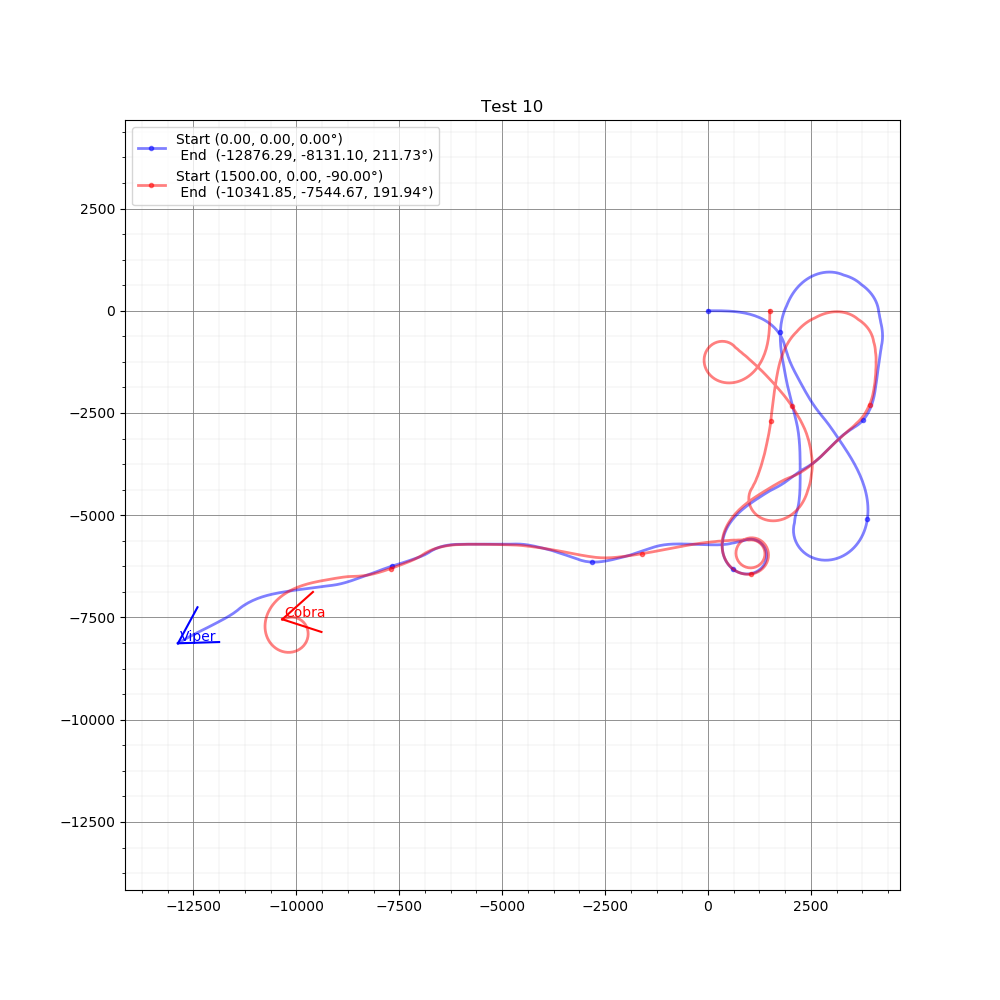 Test 10
Start (0.00, 0.00, 0.00°)
End (-12876.29, -8131.10, 211.73°)
Start (1500.00, 0.00, -90.00°)
End (-10341.85, -7544.67, 191.94°)
2500
0
−2500
−5000
−7500
−10000
−12500
Cobra
Viper
−12500 −10000 −7500 −5000 −2500 0 2500